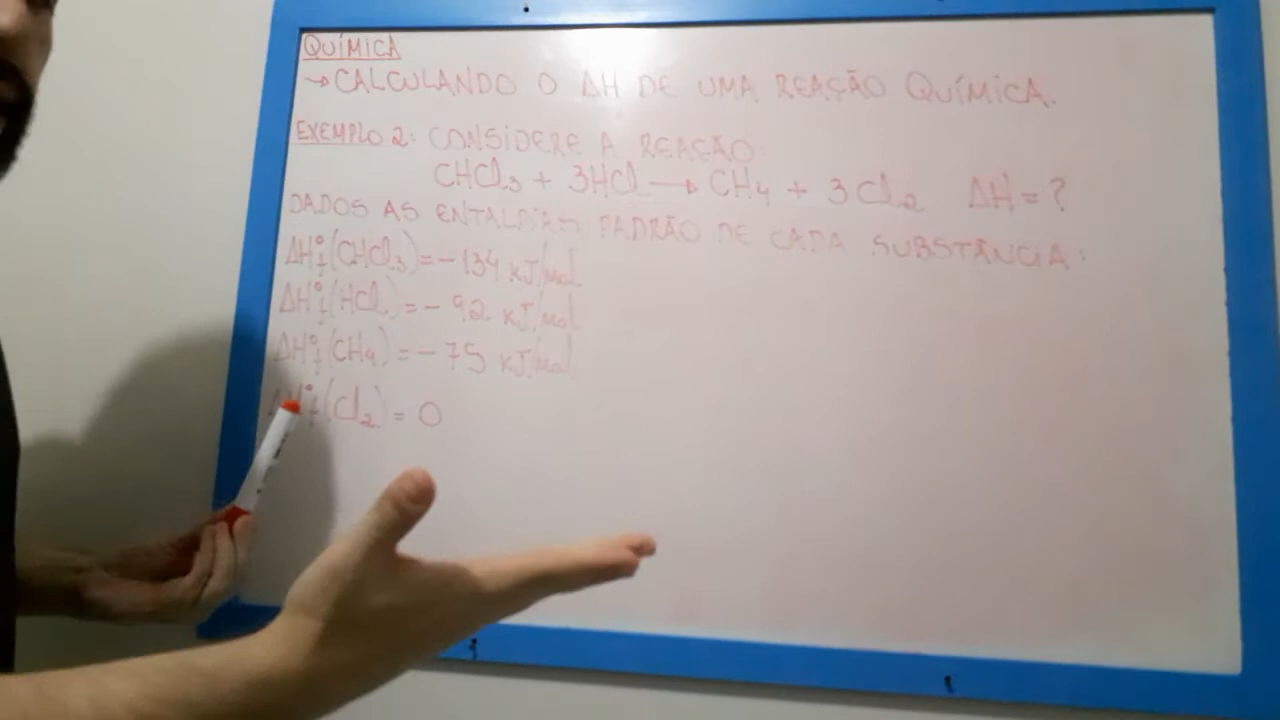 QUÍMICA
→ CALCULANDO O ΔH DE UMA REAÇÃO QUÍMICA.
EXEMPLO 2: CONSIDERE A REAÇÃO:
CHCl₃ + 3HCl → CH₄ + 3Cl₂ ΔH = ?
DADOS AS ENTALPIAS PADRÃO DE CADA SUBSTÂNCIA:
ΔH°f(CHCl₃) = - 134 kJ/mol
ΔH°f(HCl) = - 92 kJ/mol
ΔH°f(CH₄) = - 75 kJ/mol
ΔH°f(Cl₂) = 0